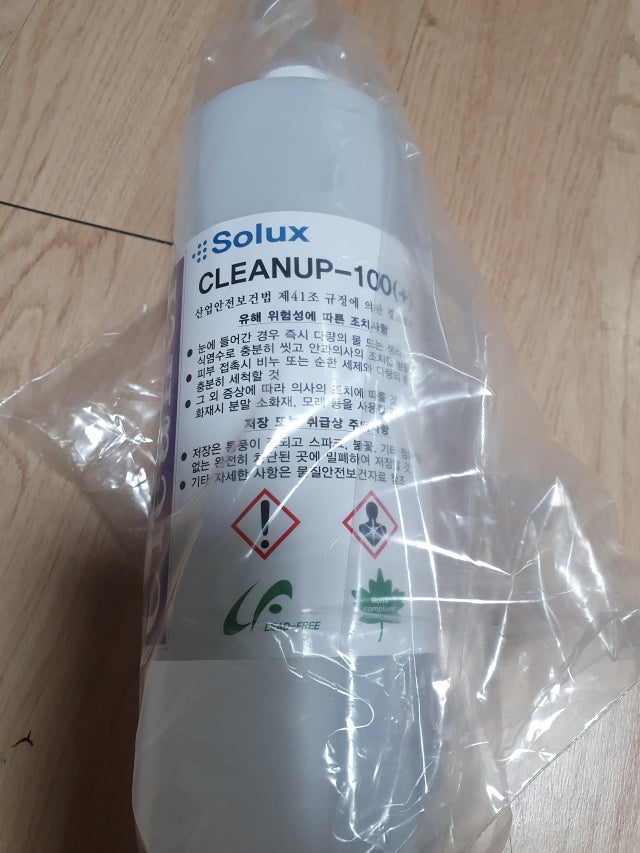 Solux
CLEANUP-100(+)
산업안전보건법 제41조 규정에 의한
유해 위험성에 따른 조치사항
● 눈에 들어간 경우 즉시 다량의 물 또는
식염수로 충분히 씻고 안과의사의 조치를
● 피부 접촉시 비누 또는 순한 세제와 다량의
충분히 세척할 것
● 그 외 증상에 따라 의사의 조치에 따를 것
화재시 분말 소화재, 모래 등을 사용할
저장 또는 취급상 주의사항
● 저장은 통풍이 잘되고 스파크, 불꽃, 기타
없는 완전히 차단된 곳에 밀폐하여 저장할 것
● 기타 자세한 사항은 물질안전보건자료 참조
LEAD-FREE
RoHS
compliant